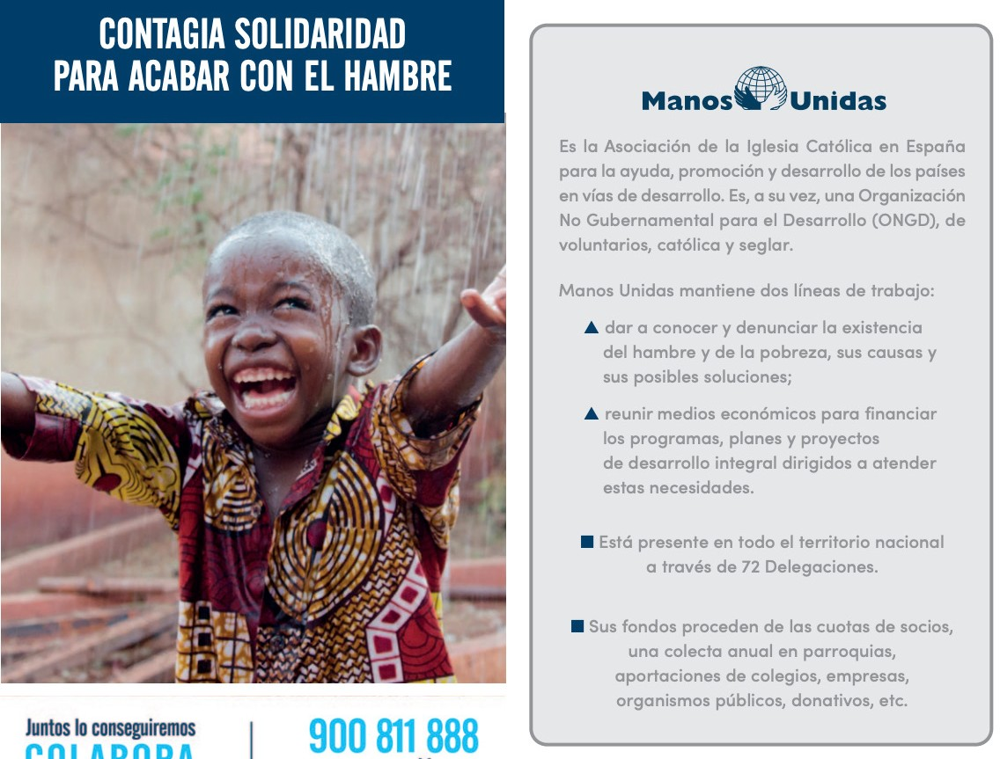 CONTAGIA SOLIDARIDAD
PARA ACABAR CON EL HAMBRE
Juntos lo conseguiremos
COLABORA
900 811 888
Manos Unidas
Es la Asociación de la Iglesia Católica en España
para la ayuda, promoción y desarrollo de los países
en vías de desarrollo. Es, a su vez, una Organización
No Gubernamental para el Desarrollo (ONGD), de
voluntarios, católica y seglar.
Manos Unidas mantiene dos líneas de trabajo:
▲ dar a conocer y denunciar la existencia
del hambre y de la pobreza, sus causas y
sus posibles soluciones;
▲ reunir medios económicos para financiar
los programas, planes y proyectos
de desarrollo integral dirigidos a atender
estas necesidades.
■ Está presente en todo el territorio nacional
a través de 72 Delegaciones.
■ Sus fondos proceden de las cuotas de socios,
una colecta anual en parroquias,
aportaciones de colegios, empresas,
organismos públicos, donativos, etc.